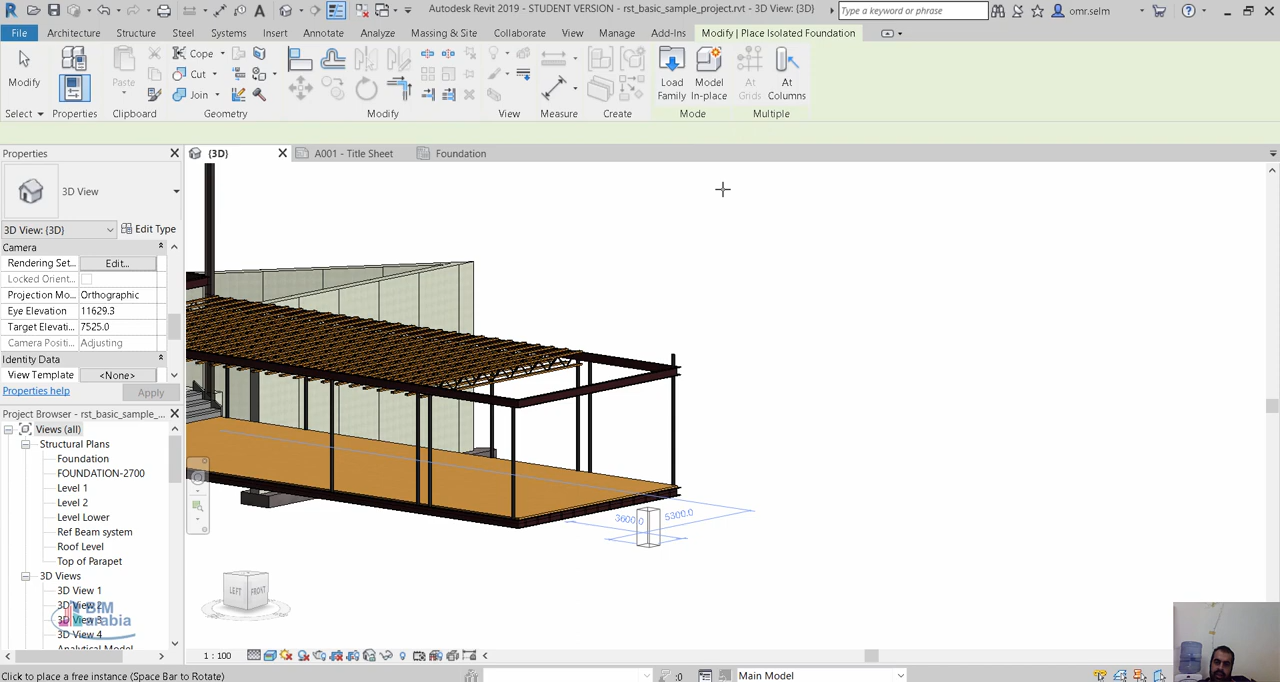 Autodesk Revit 2019 - STUDENT VERSION - rst_basic_sample_project.rvt - 3D View: {3D}
Type a keyword or phrase
omr.selm
File Architecture Structure Steel Systems Insert Annotate Analyze Massing & Site Collaborate View Manage Add-Ins Modify | Place Isolated Foundation
Modify
Paste
Cope
Cut
Join
Load Family
Model In-place
At Grids
At Columns
Select Properties Clipboard Geometry Modify View Measure Create Mode Multiple
Properties
{3D}
A001 - Title Sheet
Foundation
3D View
3D View: {3D}
Edit Type
Camera
Rendering Set... Edit...
Locked Orient...
Projection Mo... Orthographic
Eye Elevation 11629.3
Target Elevati... 7525.0
Camera Positi... Adjusting
Identity Data
View Template <None>
Properties help
Apply
Project Browser - rst_basic_sample_...
Views (all)
Structural Plans
Foundation
FOUNDATION-2700
Level 1
Level 2
Level Lower
Ref Beam system
Roof Level
Top of Parapet
3D Views
3D View 1
3D View 2
3D View 3
3D View 4
Analytical Model
BIM
arabia
3600.0
5300.0
LEFT
FRONT
1 : 100
Click to place a free instance (Space Bar to Rotate)
:0
Main Model